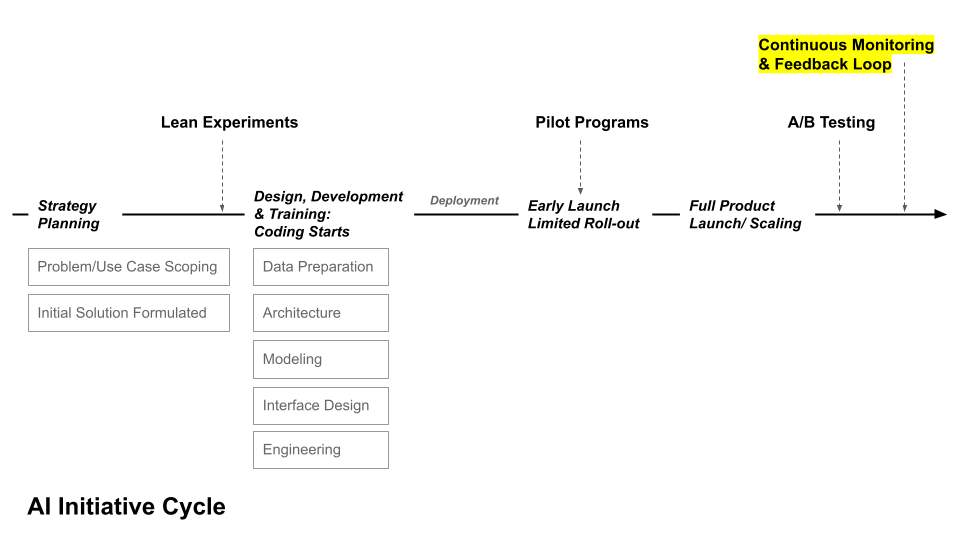 Continuous Monitoring
& Feedback Loop
Lean Experiments
Pilot Programs
A/B Testing
Strategy
Planning
Design, Development
& Training:
Coding Starts
Deployment
Early Launch
Limited Roll-out
Full Product
Launch/ Scaling
Problem/Use Case Scoping
Initial Solution Formulated
Data Preparation
Architecture
Modeling
Interface Design
Engineering
AI Initiative Cycle